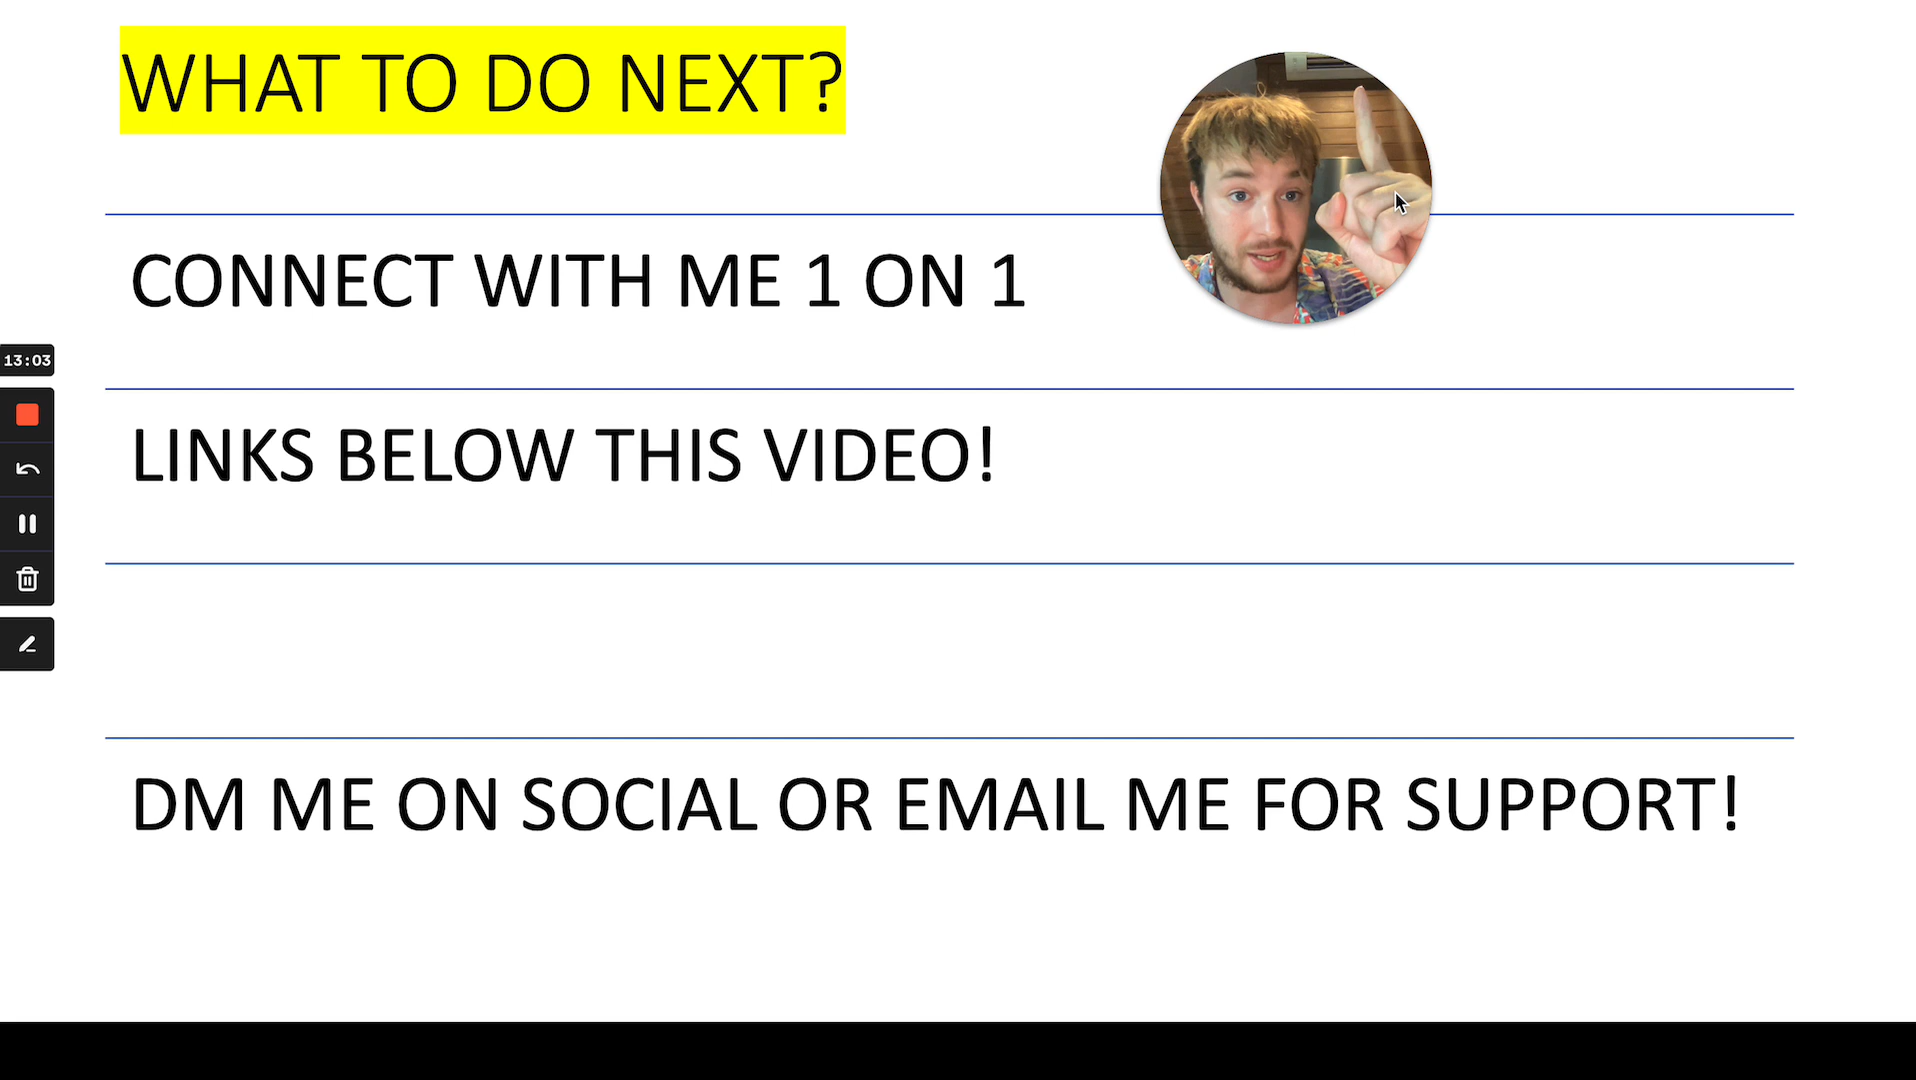 WHAT TO DO NEXT?
CONNECT WITH ME 1 ON 1
13:03
LINKS BELOW THIS VIDEO!
DM ME ON SOCIAL OR EMAIL ME FOR SUPPORT!